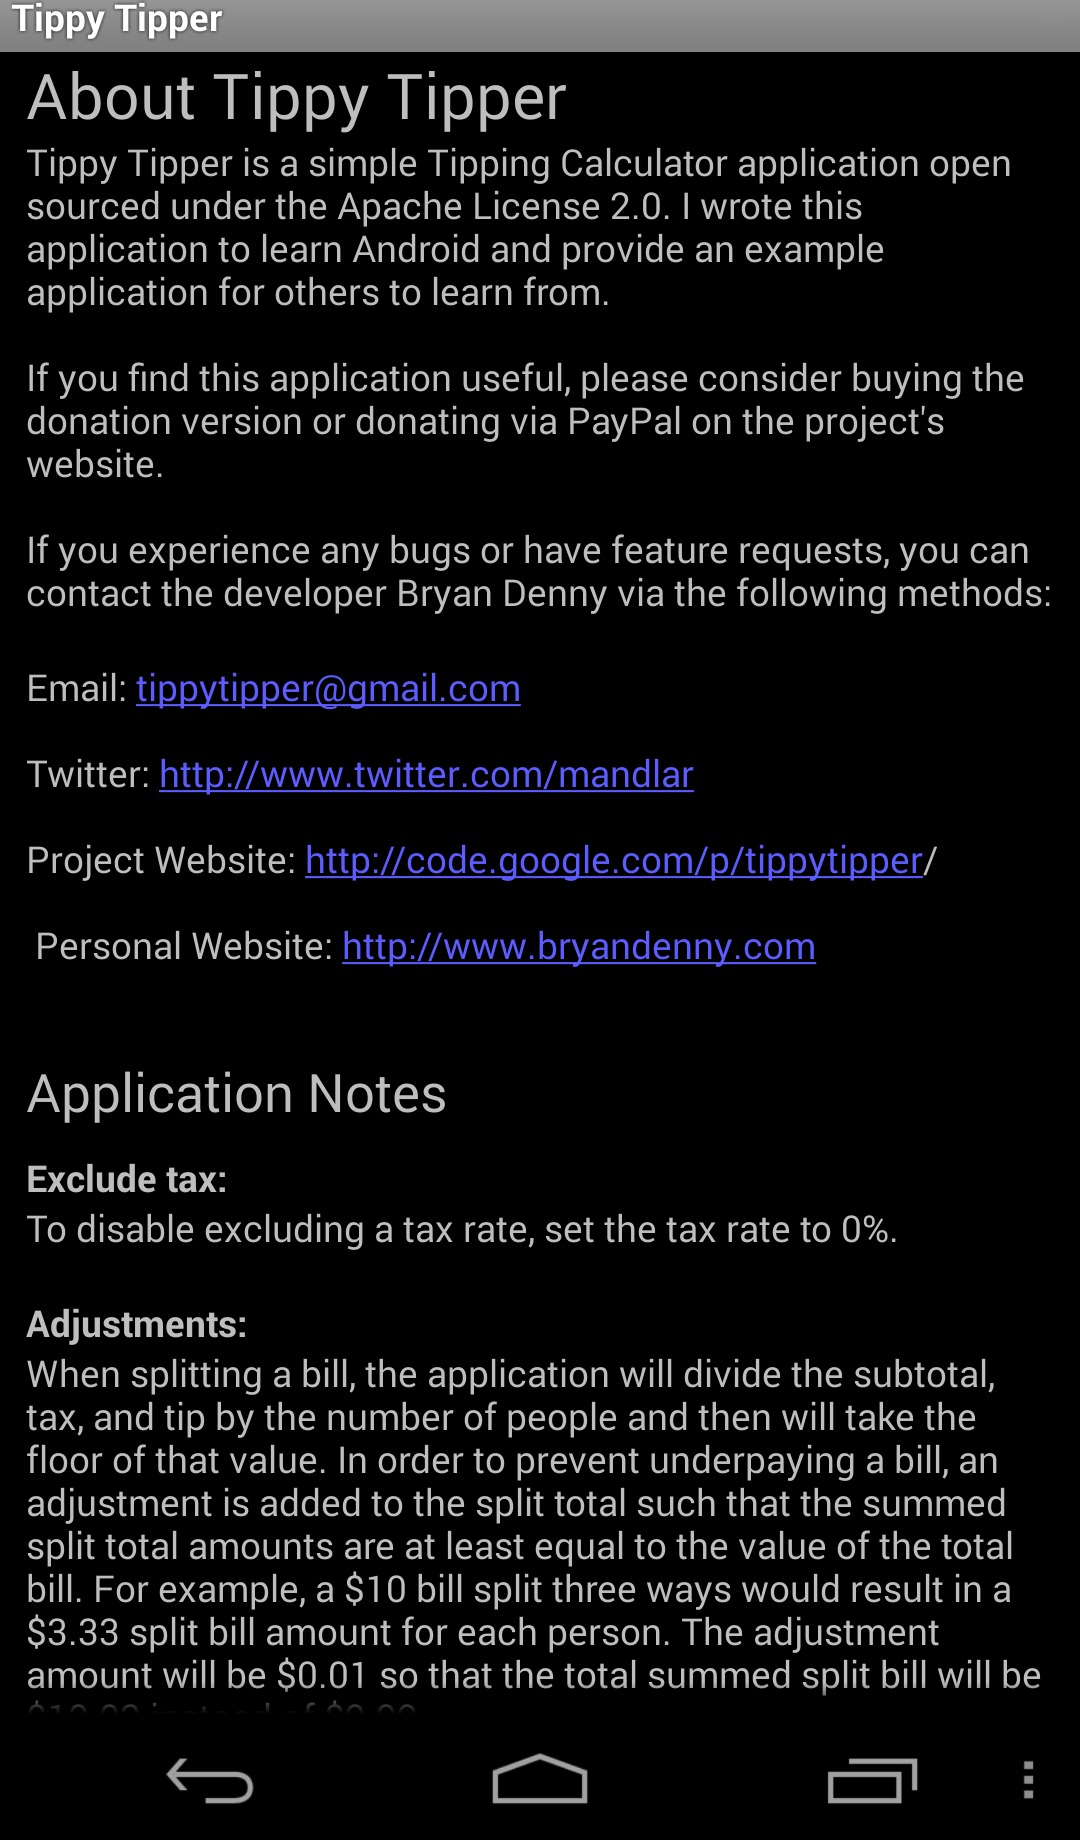 Tippy Tipper
About Tippy Tipper
Tippy Tipper is a simple Tipping Calculator application open
sourced under the Apache License 2.0. I wrote this
application to learn Android and provide an example
application for others to learn from.
If you find this application useful, please consider buying the
donation version or donating via PayPal on the project's
website.
If you experience any bugs or have feature requests, you can
contact the developer Bryan Denny via the following methods:
Email: tippytipper@gmail.com
Twitter: http://www.twitter.com/mandlar
Project Website: http://code.google.com/p/tippytipper/
Personal Website: http://www.bryandenny.com
Application Notes
Exclude tax:
To disable excluding a tax rate, set the tax rate to 0%.
Adjustments:
When splitting a bill, the application will divide the subtotal,
tax, and tip by the number of people and then will take the
floor of that value. In order to prevent underpaying a bill, an
adjustment is added to the split total such that the summed
split total amounts are at least equal to the value of the total
bill. For example, a $10 bill split three ways would result in a
$3.33 split bill amount for each person. The adjustment
amount will be $0.01 so that the total summed split bill will be